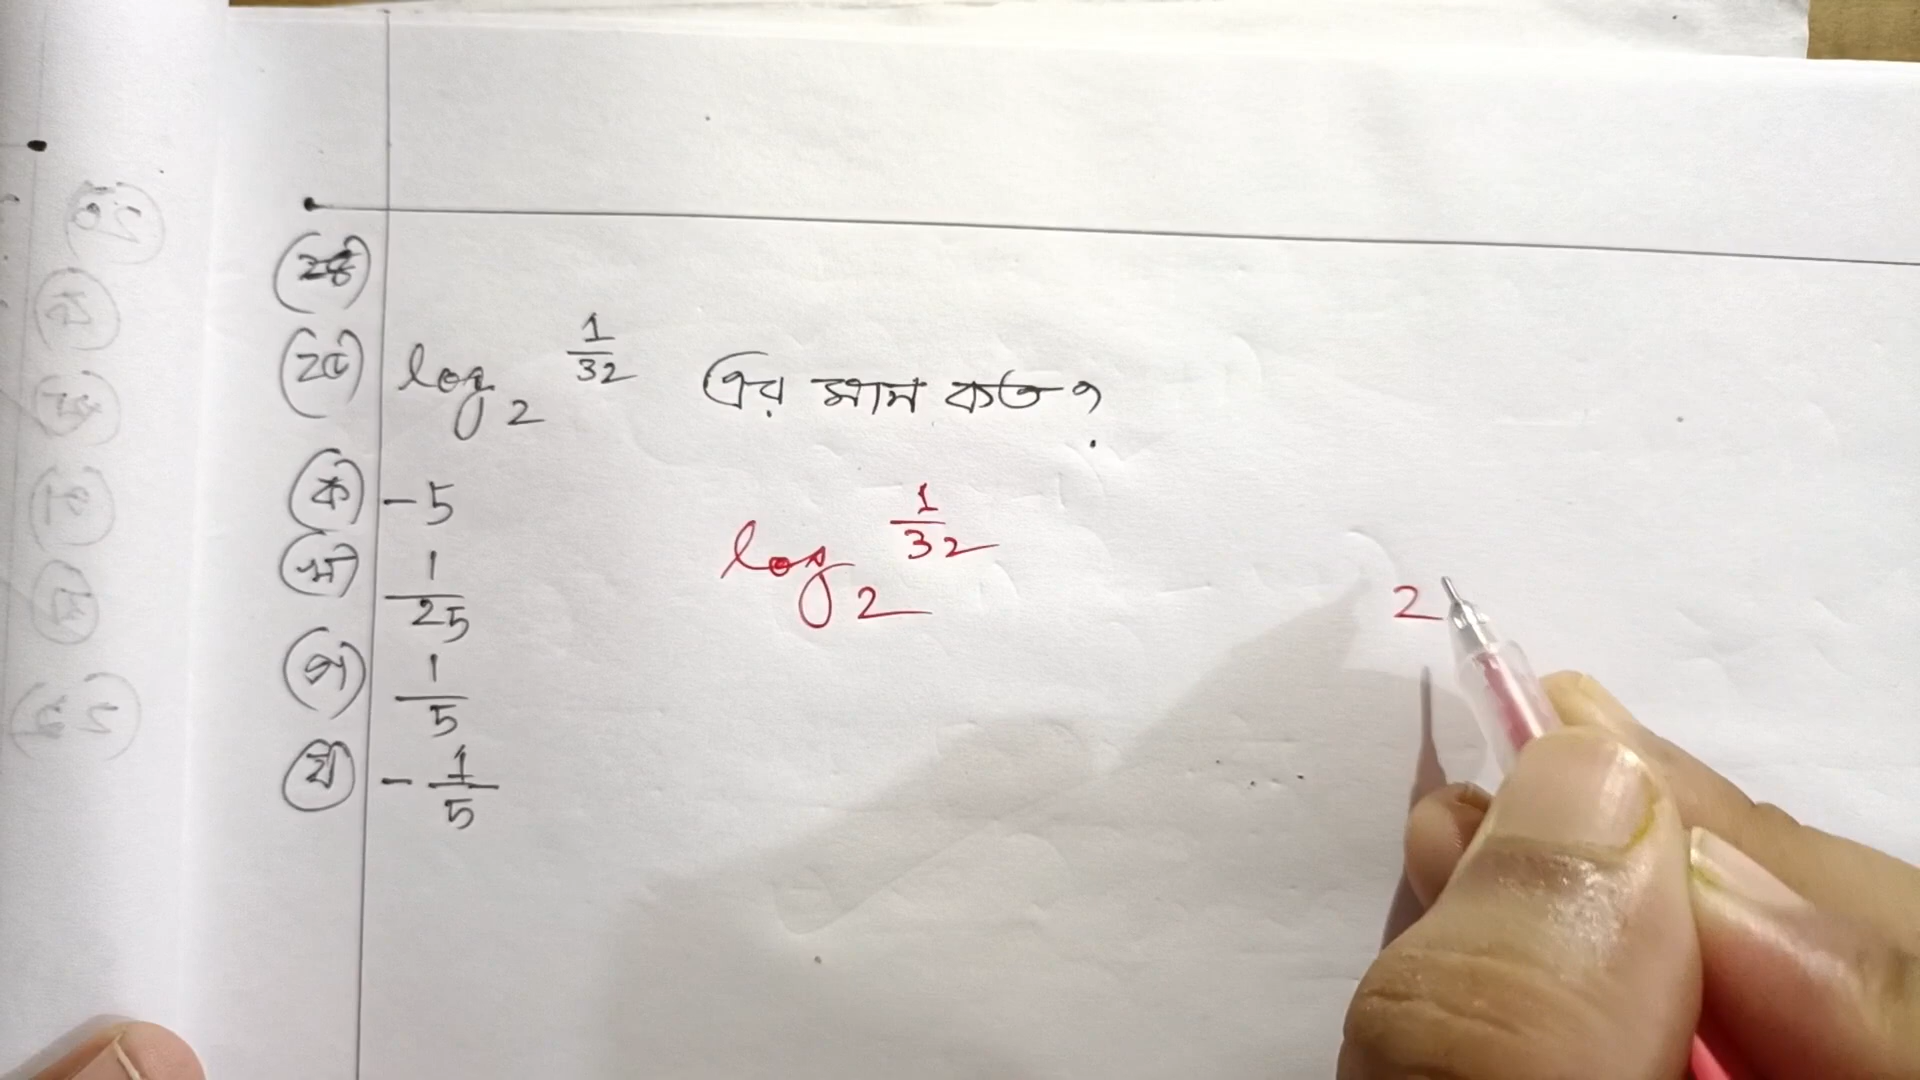 (২৫) log₂ 1/32 এর মান কত?
(ক) -5
(খ) 1/25
(গ) 1/5
(ঘ) -1/5
log₂ 1/32
2